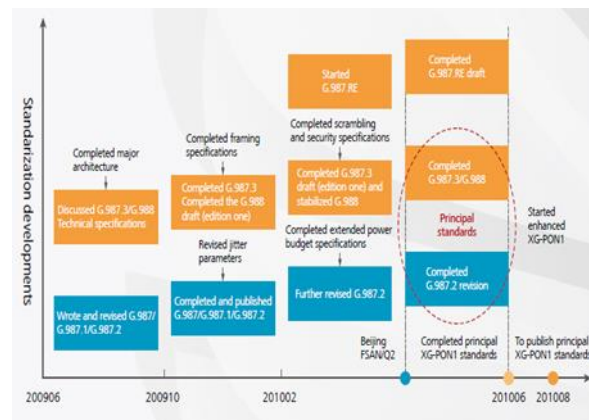 Standarization developments
Started
G.987.RE
Completed
G.987.RE draft
Completed major
architecture
Completed framing
specifications
Completed scrambling
and security specifications
Discussed G.987.3/G.988
Technical specifications
Completed G.987.3
Completed the G.988
draft (edition one)
Completed G.987.3
draft (edition one) and
stabilized G.988
Completed
G.987.3/G.988
Revised jitter
parameters
Completed extended power
budget specifications
Principal
standards
Started
enhanced
XG-PON1
Wrote and revised G.987/
G.987.1/G.987.2
Completed and published
G.987/G.987.1/G.987.2
Further revised G.987.2
Completed
G.987.2 revision
Beijing
FSAN/Q2
Completed principal
XG-PON1 standards
To publish principal
XG-PON1 standards
200906
200910
201002
201006
201008